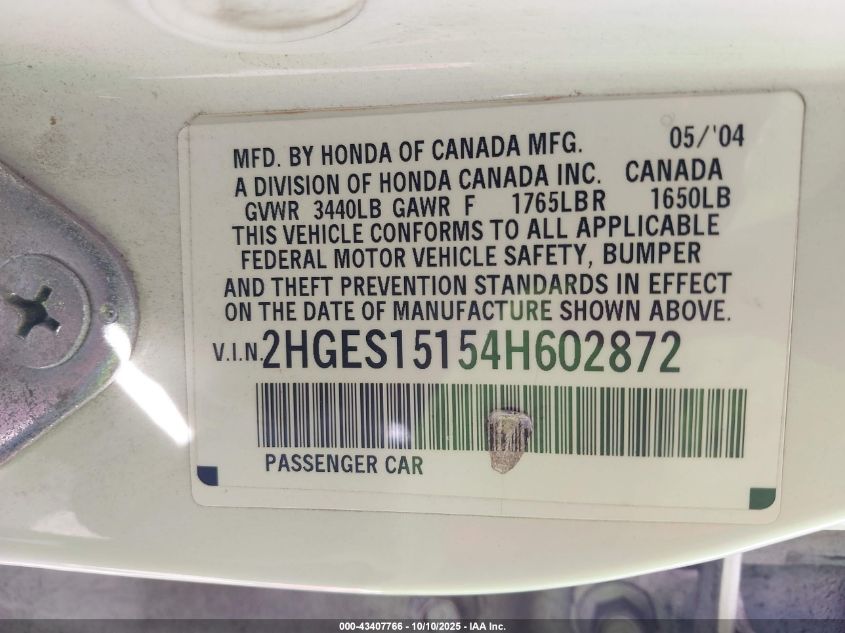 MFD. BY HONDA OF CANADA MFG. 05/'04
A DIVISION OF HONDA CANADA INC. CANADA
GVWR 3440LB GAWR F 1765LB R 1650LB
THIS VEHICLE CONFORMS TO ALL APPLICABLE
FEDERAL MOTOR VEHICLE SAFETY, BUMPER
AND THEFT PREVENTION STANDARDS IN EFFECT
ON THE DATE OF MANUFACTURE SHOWN ABOVE.
V.I.N. 2HGES15154H602872
PASSENGER CAR
000-43407766 - 10/10/2025 - IAA Inc.